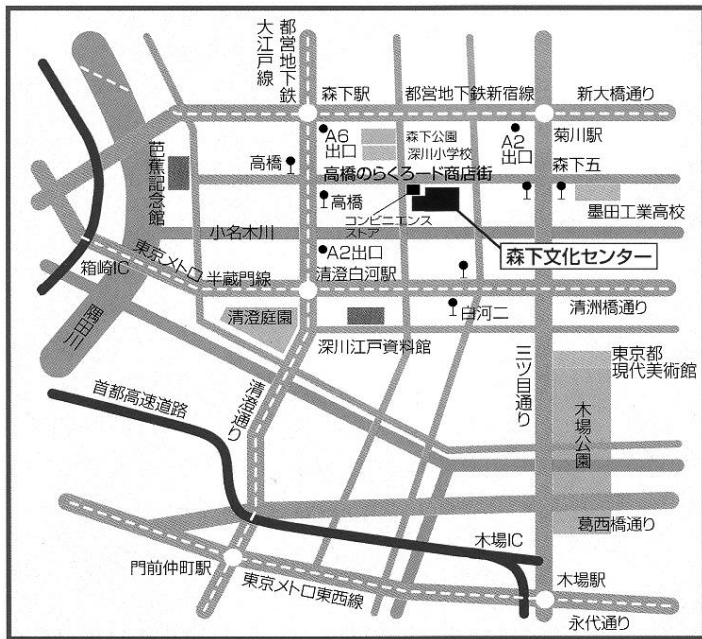 都営地下鉄
大江戸線
森下駅
都営地下鉄新宿線
新大橋通り
菊川駅
A6
出口
森下公園
深川小学校
A2
出口
森下五
芭蕉記念館
高橋
高橋のらくろード商店街
高橋
コンビニエンス
ストア
墨田工業高校
小名木川
森下文化センター
A2出口
東京メトロ
半蔵門線
清澄白河駅
箱崎IC
清洲橋通り
隅田川
清澄庭園
白河二
深川江戸資料館
三ツ目通り
東京都
現代美術館
首都高速道路
清澄通り
木場公園
葛西橋通り
木場IC
門前仲町駅
東京メトロ東西線
木場駅
永代通り